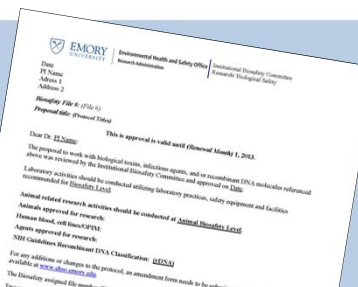 EMORY
UNIVERSITY
Environmental Health and Safety Office
Research Administration
Institutional Biosafety Committee
Research/ Biological Safety
Date
PI Name
Adress 1
Address 2
Biosafety File #: (File #)
Proposal title: (Protocol Titles)
This is approval is valid until (Renewal Month) 1, 2013.
Dear Dr. PI Name:
The proposal to work with biological toxins, infectious agents, and/or recombinant DNA molecules referenced
above was reviewed by the Institutional Biosafety Committee and approved on Date.
Laboratory activities should be conducted utilizing laboratory practices, safety equipment and facilities
recommended for Biosafety Level.
Animal related research activities should be conducted at Animal Biosafety Level.
Animals approved for research:
Human blood, cell lines/OPIM:
Agents approved for research:
NIH Guidelines Recombinant DNA Classification: (rDNA)
For any additions or changes to the protocol, an amendment form needs to be
available at www.ehso.emory.edu.
The Biosafety assigned file